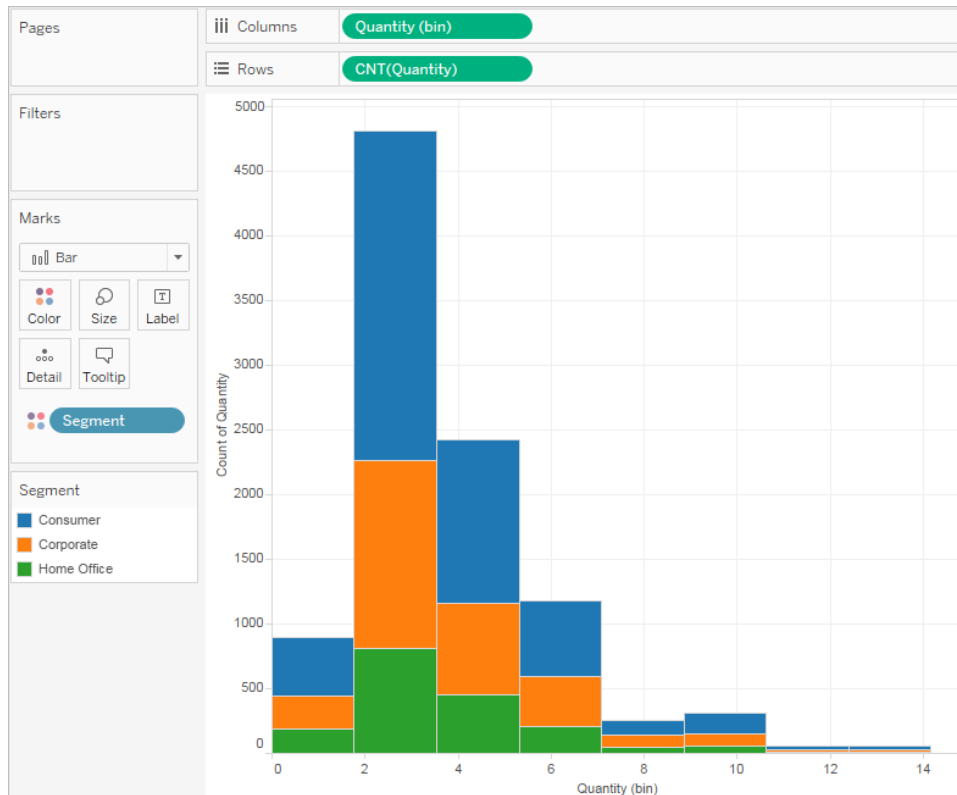 Pages
Columns
Quantity (bin)
Rows
CNT(Quantity)
Filters
Marks
Bar
Color
Size
T
Label
Detail
Tooltip
Segment
Segment
Consumer
Corporate
Home Office
Count of Quantity
5000
4500
4000
3500
3000
2500
2000
1500
1000
500
0
0 2 4 6 8 10 12 14
Quantity (bin)